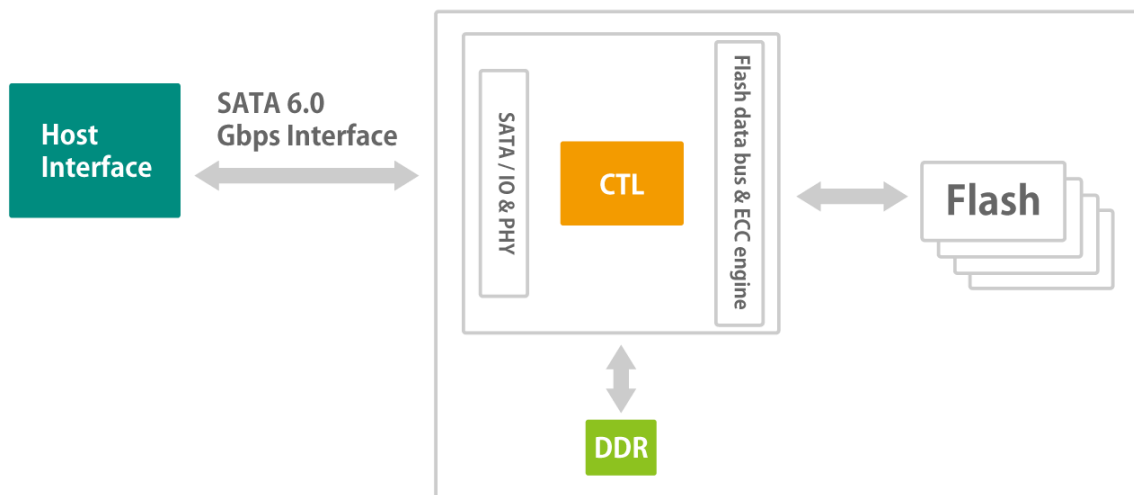 Host
Interface
SATA 6.0
Gbps Interface
SATA / IO & PHY
CTL
Flash data bus & ECC engine
Flash
DDR